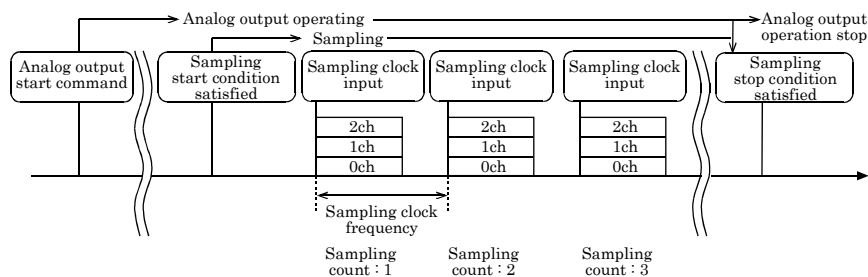 Analog output operating
Analog output
operation stop
Sampling
Analog output
start command
Sampling
start condition
satisfied
Sampling clock
input
Sampling clock
input
Sampling clock
input
Sampling
stop condition
satisfied
2ch
1ch
0ch
2ch
1ch
0ch
2ch
1ch
0ch
Sampling clock
frequency
Sampling
count : 1
Sampling
count : 2
Sampling
count : 3